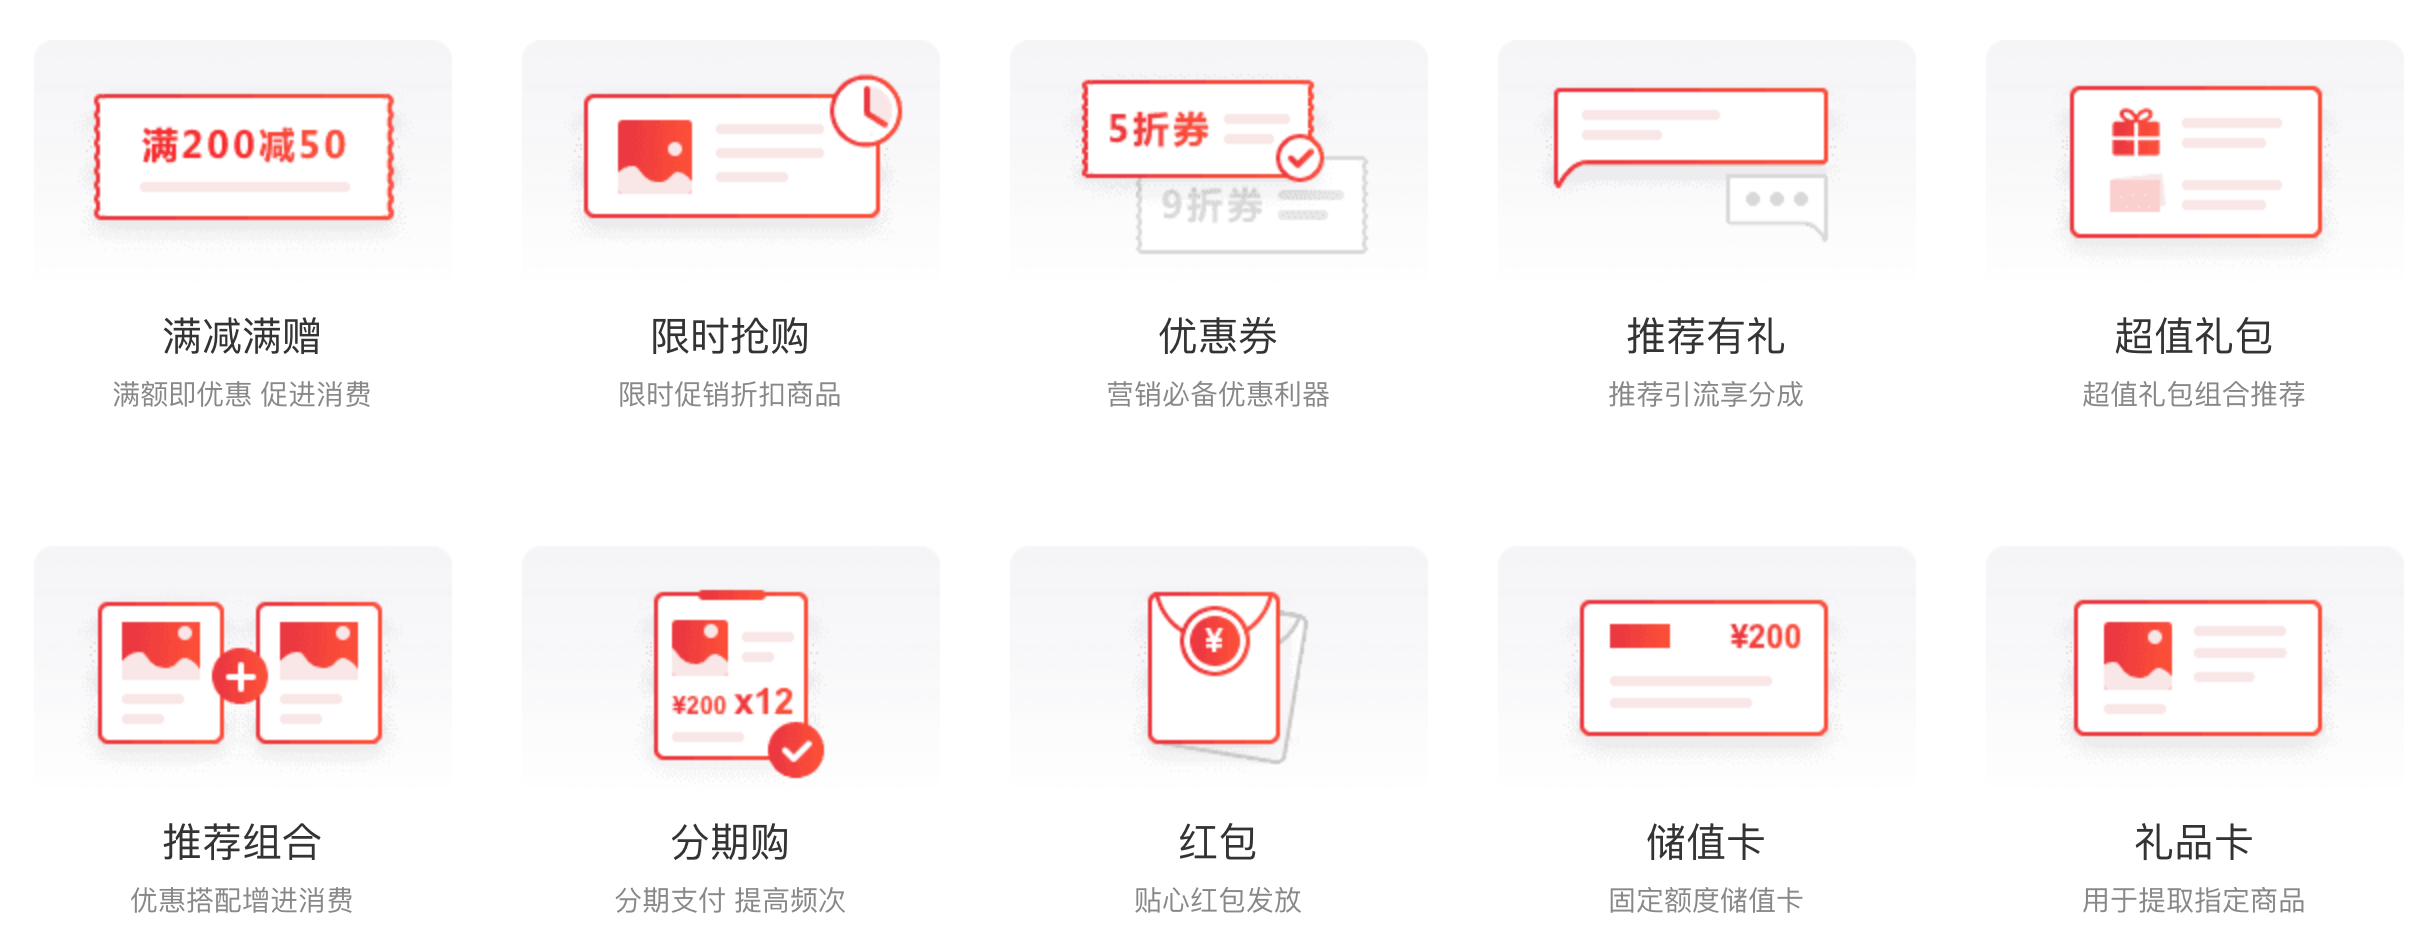 满200减50
5折券
9折券
满减满赠
限时抢购
优惠券
推荐有礼
超值礼包
满额即优惠 促进消费
限时促销折扣商品
营销必备优惠利器
推荐引流享分成
超值礼包组合推荐
¥200 x12
¥
¥200
推荐组合
分期购
红包
储值卡
礼品卡
优惠搭配增进消费
分期支付 提高频次
贴心红包发放
固定额度储值卡
用于提取指定商品